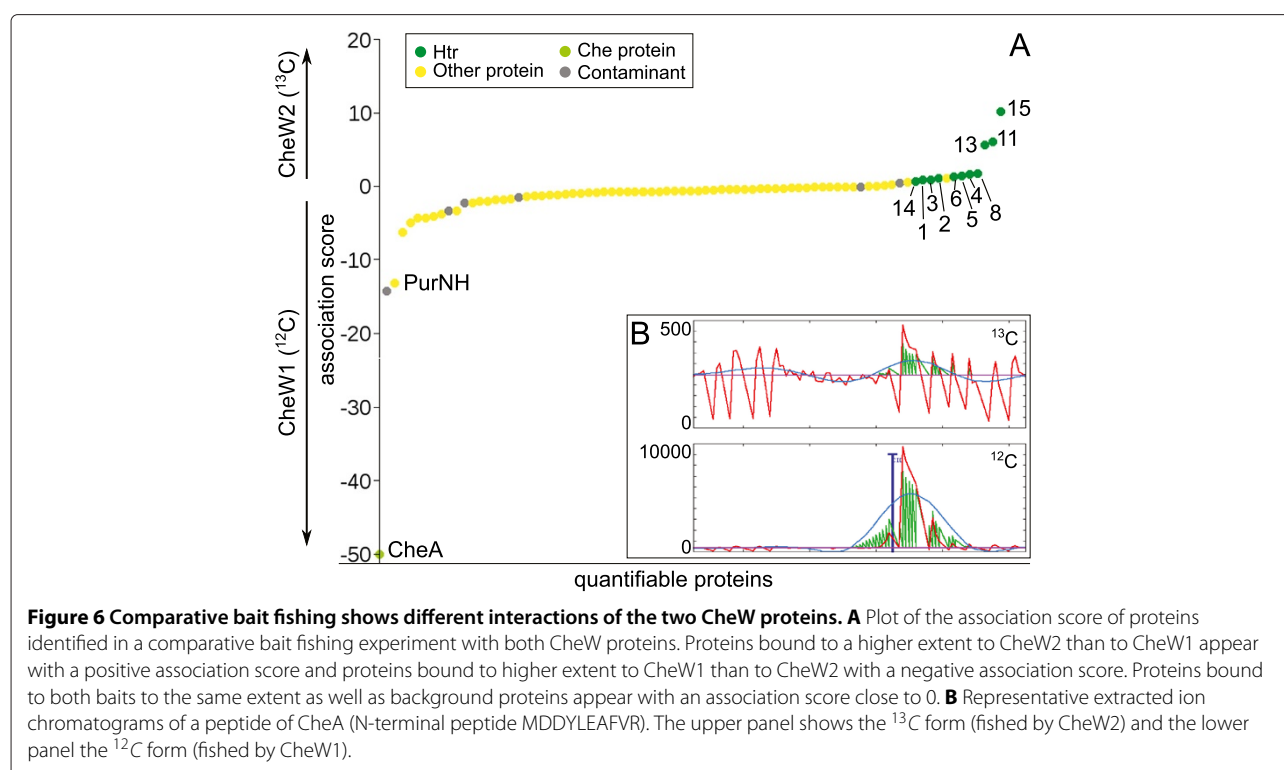 20
10
0
-10
-20
-30
-40
-50
CheW2 (¹³C)
CheW1 (¹²C)
association score
Htr
Che protein
Other protein
Contaminant
A
15
13
11
14
1
3
2
6
5
4
8
PurNH
CheA
B
500
0
¹³C
10000
0
¹²C
quantifiable proteins
Figure 6 Comparative bait fishing shows different interactions of the two CheW proteins. A Plot of the association score of proteins
identified in a comparative bait fishing experiment with both CheW proteins. Proteins bound to a higher extent to CheW2 than to CheW1 appear
with a positive association score and proteins bound to higher extent to CheW1 than to CheW2 with a negative association score. Proteins bound
to both baits to the same extent as well as background proteins appear with an association score close to 0. B Representative extracted ion
chromatograms of a peptide of CheA (N-terminal peptide MDDYLEAFVR). The upper panel shows the ¹³C form (fished by CheW2) and the lower
panel the ¹²C form (fished by CheW1).